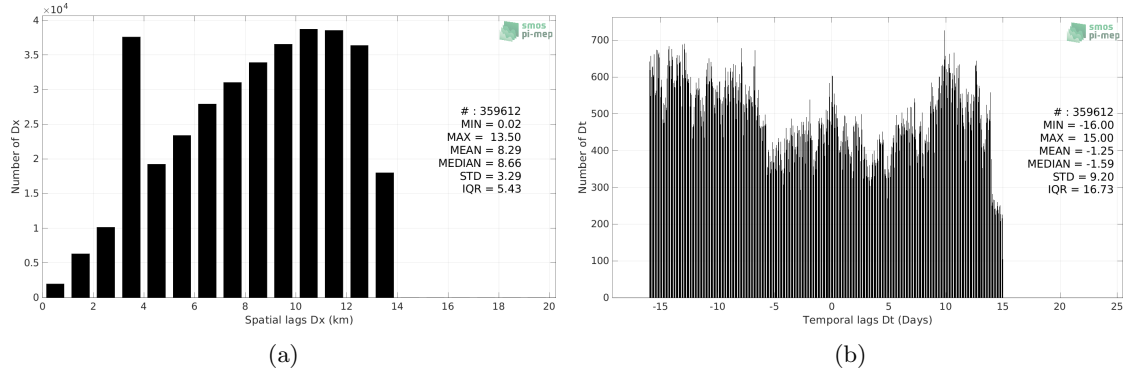 ×10⁴
4
3.5
3
2.5
2
1.5
1
0.5
0
0 2 4 6 8 10 12 14 16 18 20
Number of Dx
Spatial lags Dx (km)
smos
pi-mep
# : 359612
MIN = 0.02
MAX = 13.50
MEAN = 8.29
MEDIAN = 8.66
STD = 3.29
IQR = 5.43
(a)
700
600
500
400
300
200
100
0
-15 -10 -5 0 5 10 15 20 25
Number of Dt
Temporal lags Dt (Days)
smos
pi-mep
# : 359612
MIN = -16.00
MAX = 15.00
MEAN = -1.25
MEDIAN = -1.59
STD = 9.20
IQR = 16.73
(b)